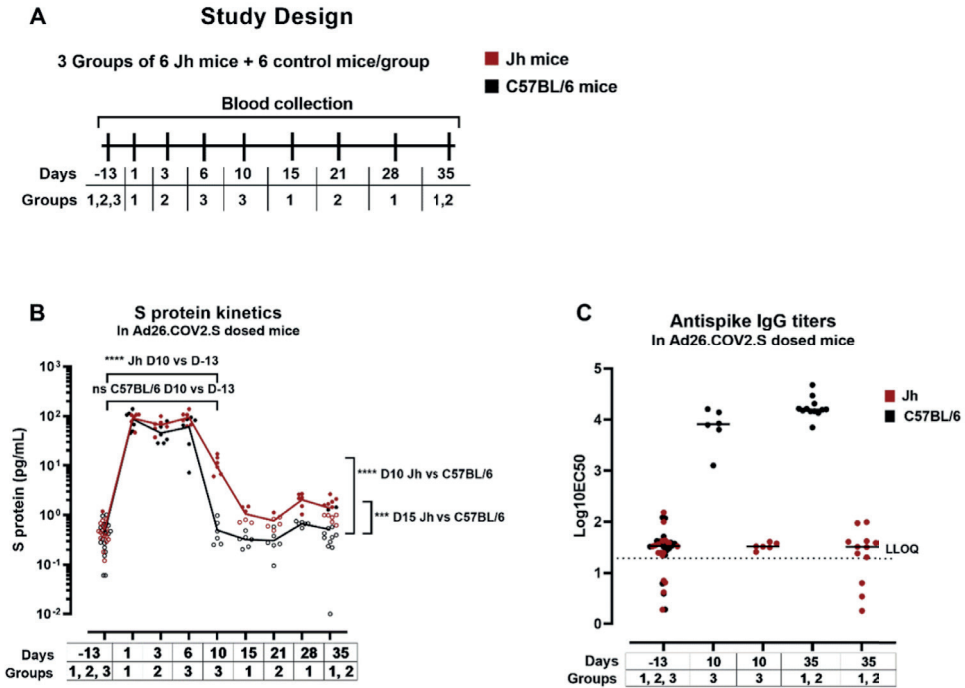 A
Study Design
3 Groups of 6 Jh mice + 6 control mice/group
Jh mice
C57BL/6 mice
Blood collection
Days -13 1 3 6 10 15 21 28 35
Groups 1,2,3 1 2 3 3 1 2 1 1,2
B
S protein kinetics
In Ad26.COV2.S dosed mice
**** Jh D10 vs D-13
ns C57BL/6 D10 vs D-13
S protein (pg/mL)
10³
10²
10¹
10⁰
10⁻¹
10⁻²
**** D10 Jh vs C57BL/6
*** D15 Jh vs C57BL/6
Days -13 1 3 6 10 15 21 28 35
Groups 1, 2, 3 1 2 3 3 1 2 1 1, 2
C
Antispike IgG titers
In Ad26.COV2.S dosed mice
Jh
C57BL/6
Log10EC50
5
4
3
2
1
0
LLOQ
Days -13 10 10 35 35
Groups 1, 2, 3 3 3 1, 2 1, 2